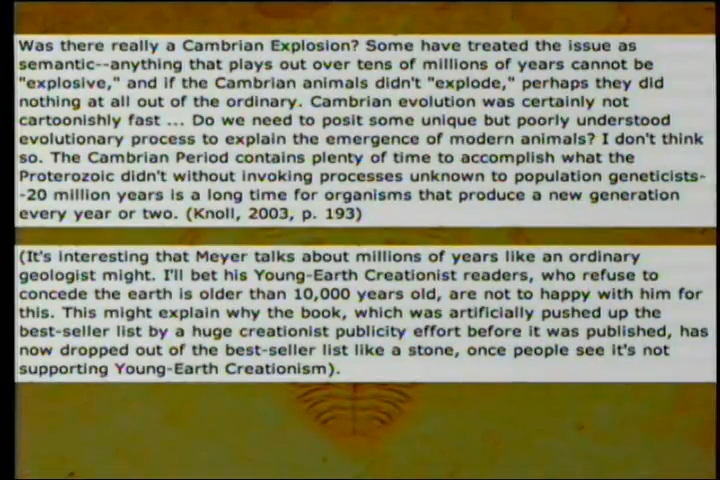 Was there really a Cambrian Explosion? Some have treated the issue as
semantic--anything that plays out over tens of millions of years cannot be
"explosive," and if the Cambrian animals didn't "explode," perhaps they did
nothing at all out of the ordinary. Cambrian evolution was certainly not
cartoonishly fast ... Do we need to posit some unique but poorly understood
evolutionary process to explain the emergence of modern animals? I don't think
so. The Cambrian Period contains plenty of time to accomplish what the
Proterozoic didn't without invoking processes unknown to population geneticists-
-20 million years is a long time for organisms that produce a new generation
every year or two. (Knoll, 2003, p. 193)
(It's interesting that Meyer talks about millions of years like an ordinary
geologist might. I'll bet his Young-Earth Creationist readers, who refuse to
concede the earth is older than 10,000 years old, are not to happy with him for
this. This might explain why the book, which was artificially pushed up the
best-seller list by a huge creationist publicity effort before it was published, has
now dropped out of the best-seller list like a stone, once people see it's not
supporting Young-Earth Creationism).